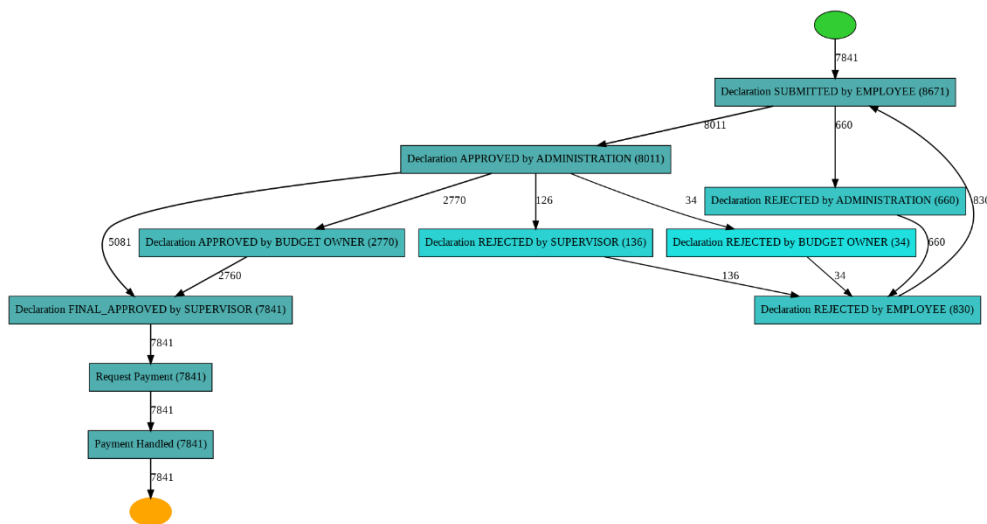 7841
Declaration SUBMITTED by EMPLOYEE (8671)
8011
660
Declaration APPROVED by ADMINISTRATION (8011)
2770
126
34
Declaration REJECTED by ADMINISTRATION (660)
830
5081
Declaration APPROVED by BUDGET OWNER (2770)
Declaration REJECTED by SUPERVISOR (136)
Declaration REJECTED by BUDGET OWNER (34)
660
2760
136
34
Declaration FINAL_APPROVED by SUPERVISOR (7841)
Declaration REJECTED by EMPLOYEE (830)
7841
Request Payment (7841)
7841
Payment Handled (7841)
7841